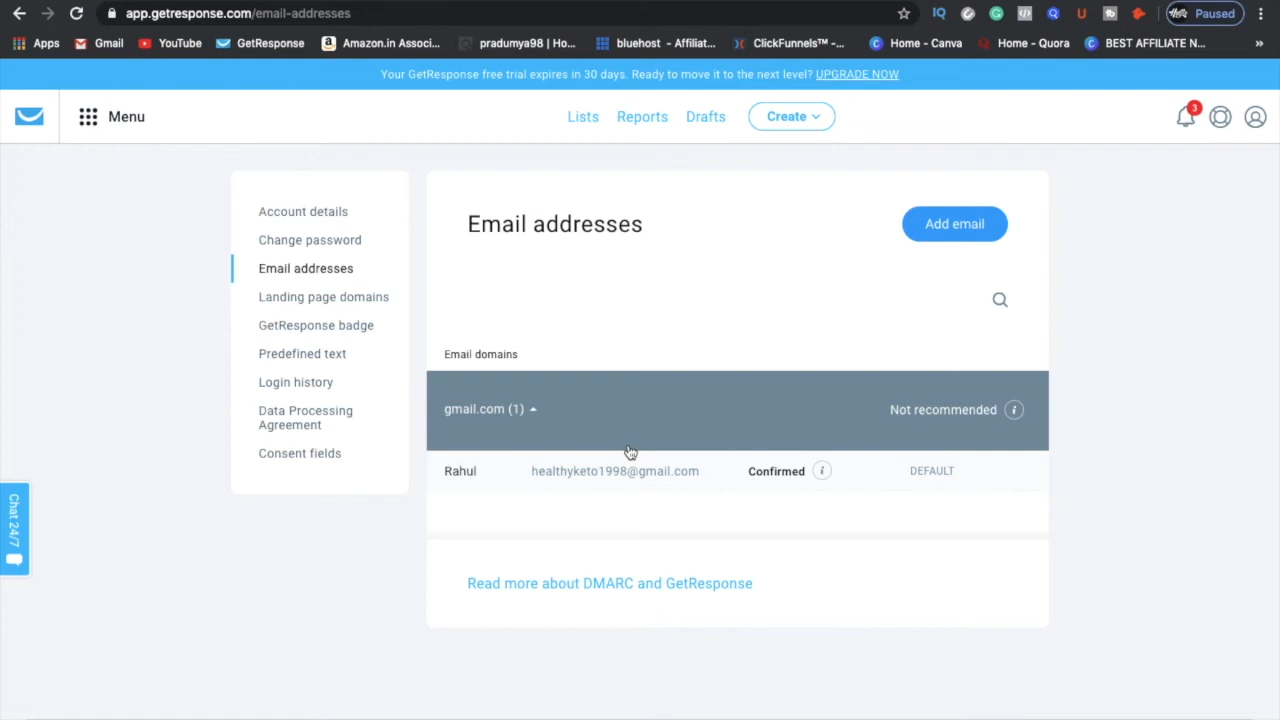 app.getresponse.com/email-addresses
Paused
Apps
Gmail
YouTube
GetResponse
Amazon.in Associ...
pradumya98 | Ho...
bluehost - Affiliat...
ClickFunnels™ -...
Home - Canva
Home - Quora
BEST AFFILIATE N...
Your GetResponse free trial expires in 30 days. Ready to move it to the next level? UPGRADE NOW
Menu
Lists
Reports
Drafts
Create
3
Account details
Change password
Email addresses
Landing page domains
GetResponse badge
Predefined text
Login history
Data Processing
Agreement
Consent fields
Email addresses
Add email
Email domains
gmail.com (1)
Not recommended
Rahul
healthyketo1998@gmail.com
Confirmed
DEFAULT
Read more about DMARC and GetResponse
Chat 24/7